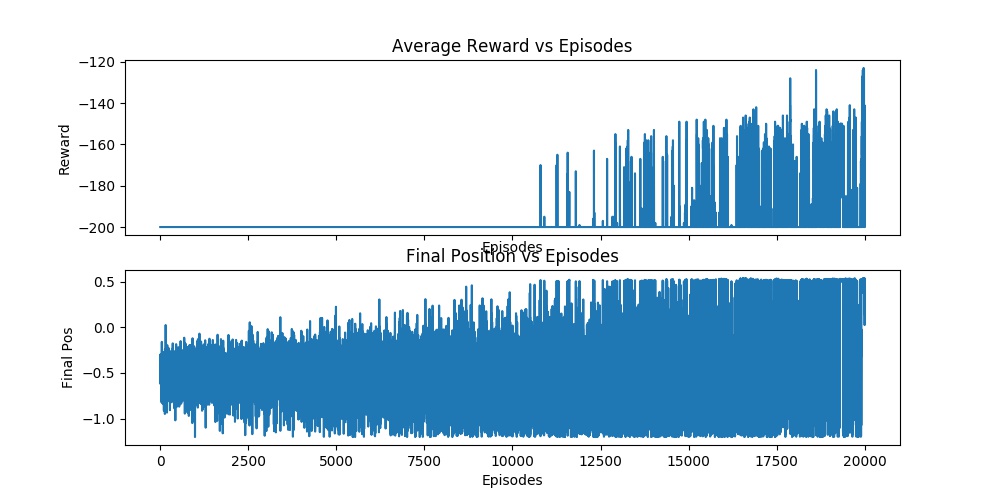 Average Reward vs Episodes
−120
−140
−160
−180
−200
Reward
Episodes
Final Position vs Episodes
0.5
0.0
−0.5
−1.0
Final Pos
0 2500 5000 7500 10000 12500 15000 17500 20000
Episodes